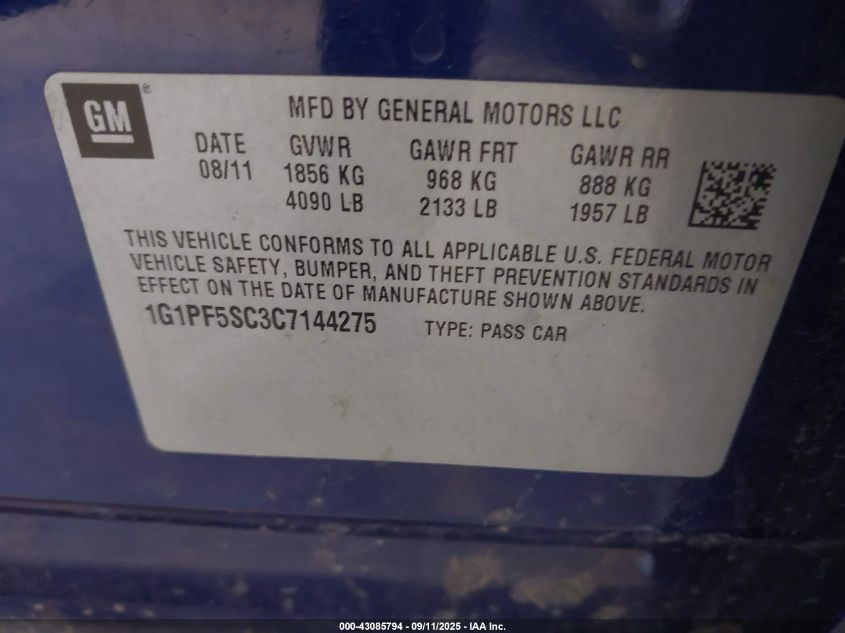 GM®
MFD BY GENERAL MOTORS LLC
DATE GVWR GAWR FRT GAWR RR
08/11 1856 KG 968 KG 888 KG
4090 LB 2133 LB 1957 LB
THIS VEHICLE CONFORMS TO ALL APPLICABLE U.S. FEDERAL MOTOR
VEHICLE SAFETY, BUMPER, AND THEFT PREVENTION STANDARDS IN
EFFECT ON THE DATE OF MANUFACTURE SHOWN ABOVE.
1G1PF5SC3C7144275 TYPE: PASS CAR
000-43085794 - 09/11/2025 - IAA Inc.